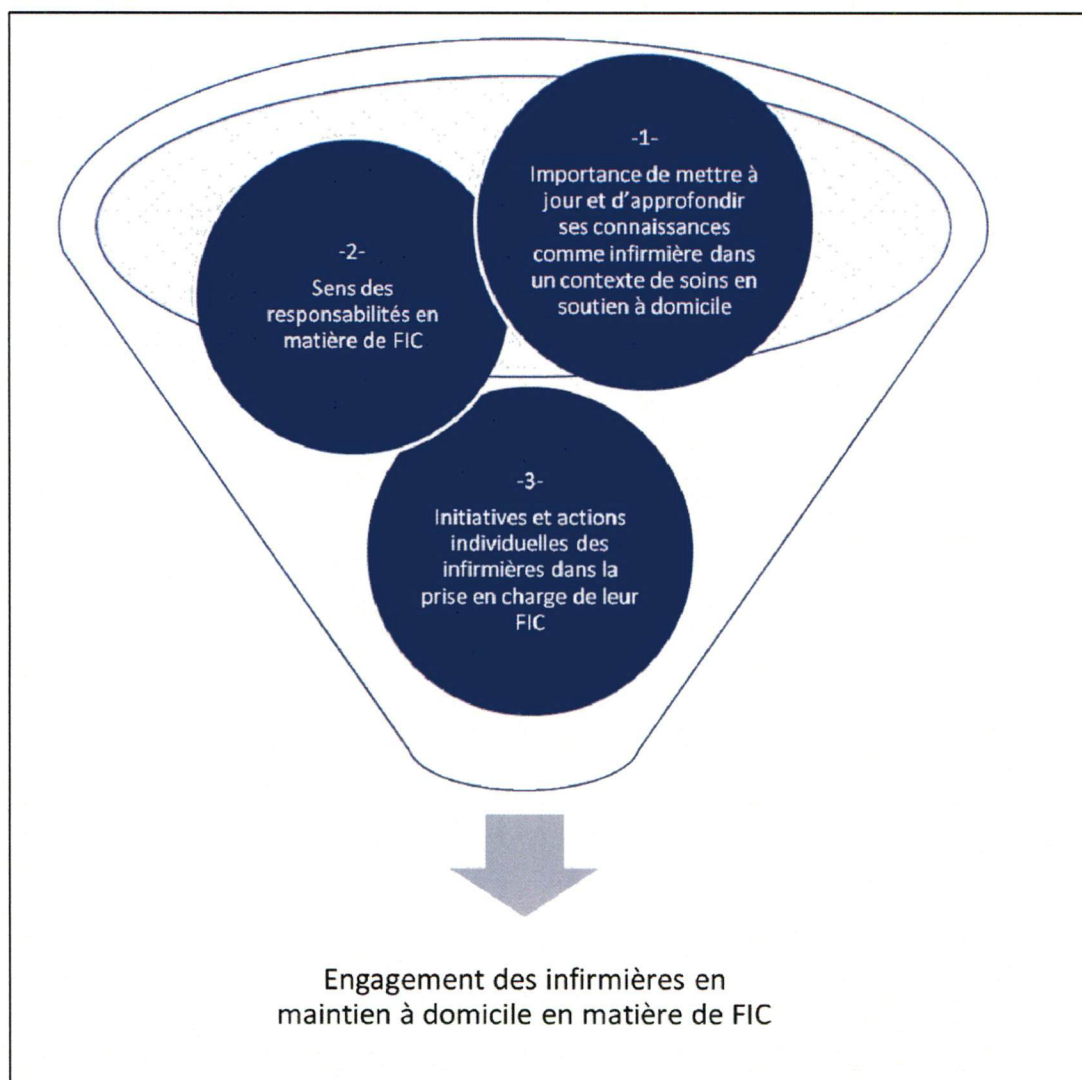 -1-
Importance de mettre à
jour et d'approfondir
ses connaissances
comme infirmière dans
un contexte de soins en
soutien à domicile
-2-
Sens des
responsabilités en
matière de FIC
-3-
Initiatives et actions
individuelles des
infirmières dans la
prise en charge de leur
FIC
Engagement des infirmières en
maintien à domicile en matière de FIC